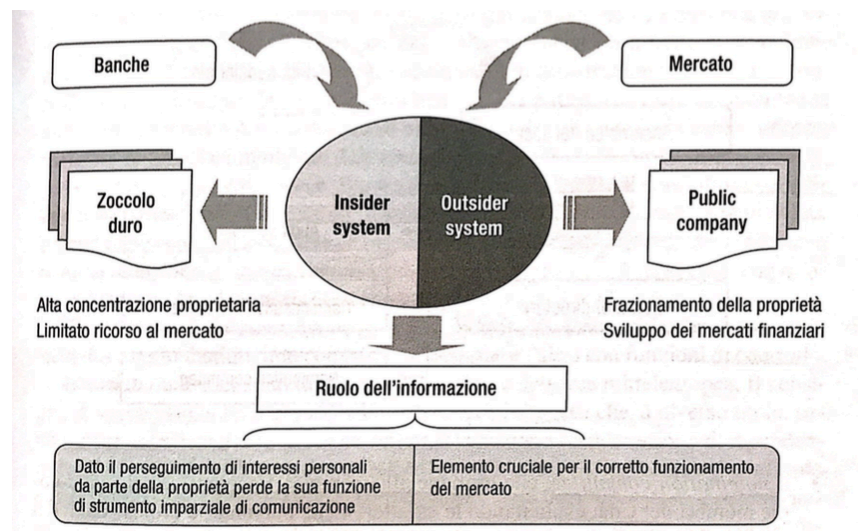 Banche
Mercato
Zoccolo
duro
Insider
system
Outsider
system
Public
company
Alta concentrazione proprietaria
Limitato ricorso al mercato
Frazionamento della proprietà
Sviluppo dei mercati finanziari
Ruolo dell'informazione
Dato il perseguimento di interessi personali
da parte della proprietà perde la sua funzione
di strumento imparziale di comunicazione
Elemento cruciale per il corretto funzionamento
del mercato